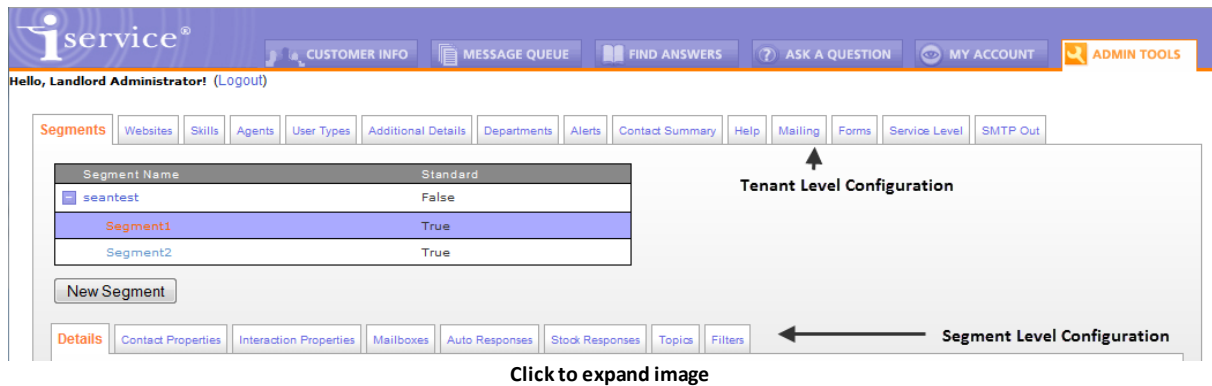 iservice®
CUSTOMER INFO MESSAGE QUEUE FIND ANSWERS ? ASK A QUESTION MY ACCOUNT ADMIN TOOLS
Hello, Landlord Administrator! (Logout)
Segments Websites Skills Agents User Types Additional Details Departments Alerts Contact Summary Help Mailing Forms Service Level SMTP Out
Tenant Level Configuration
Segment Name Standard
seantest False
Segment1 True
Segment2 True
New Segment
Details Contact Properties Interaction Properties Mailboxes Auto Responses Stock Responses Topics Filters
Segment Level Configuration
Click to expand image